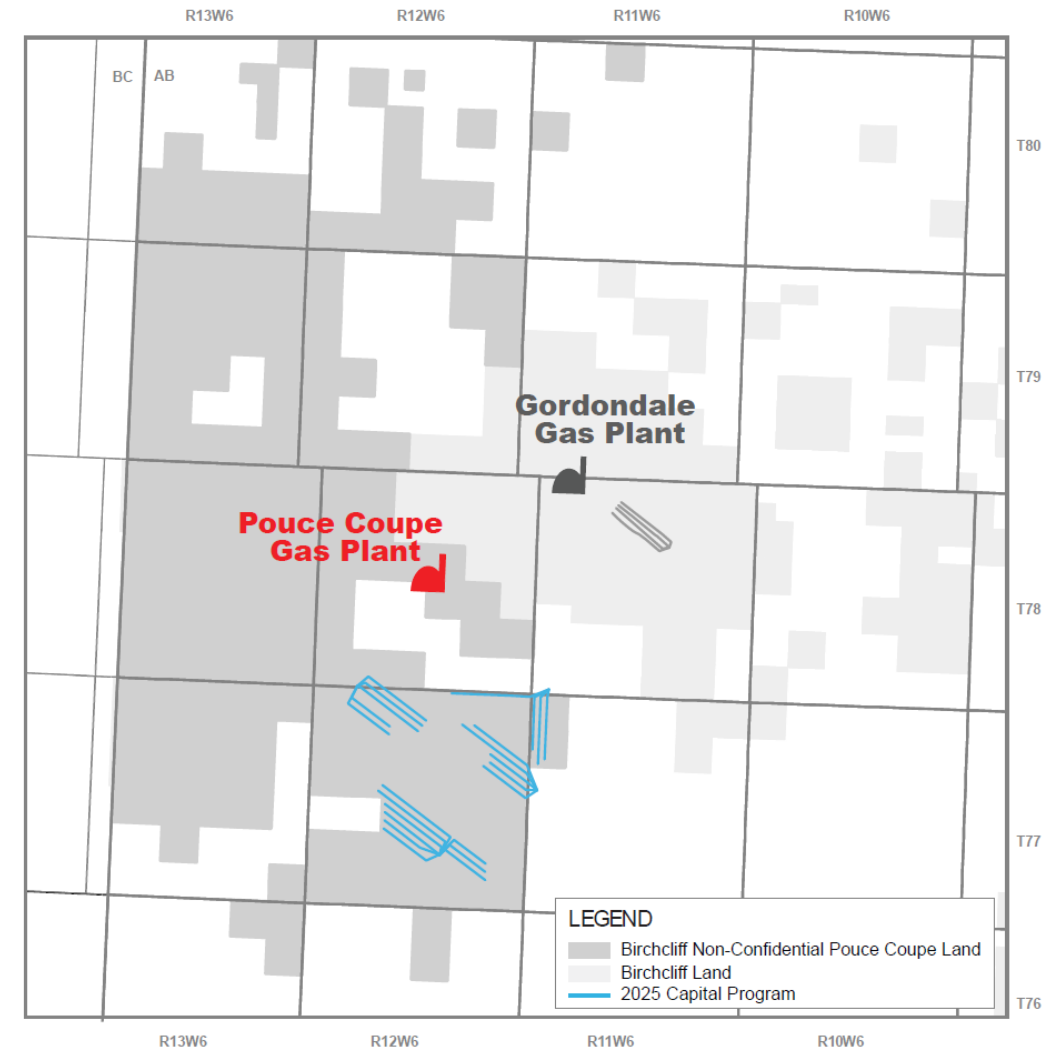 R13W6 R12W6 R11W6 R10W6
BC AB
T80
T79
Gordondale
Gas Plant
Pouce Coupe
Gas Plant
T78
T77
LEGEND
Birchcliff Non-Confidential Pouce Coupe Land
Birchcliff Land
2025 Capital Program
T76
R13W6 R12W6 R11W6 R10W6